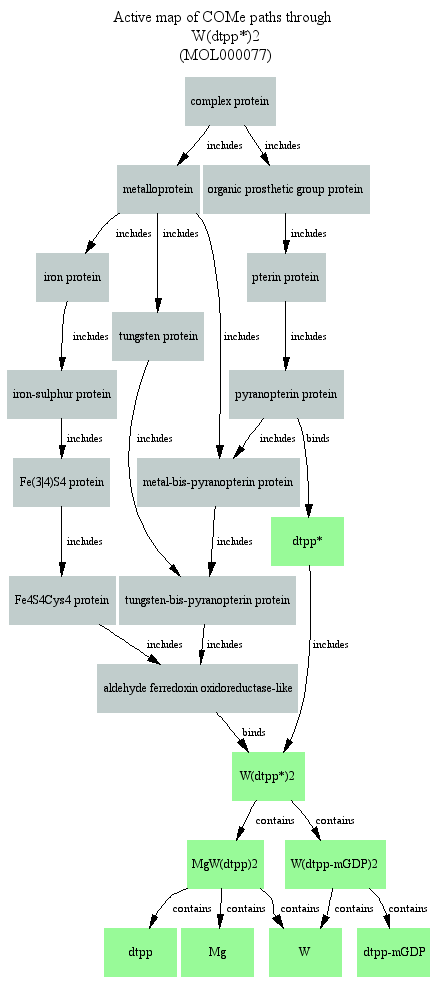 Active map of COMe paths through
W(dtpp*)2
(MOL000077)
complex protein
includes
includes
metalloprotein
organic prosthetic group protein
includes
includes
includes
iron protein
pterin protein
tungsten protein
includes
includes
includes
iron-sulphur protein
pyranopterin protein
includes
includes
includes
binds
Fe(3|4)S4 protein
metal-bis-pyranopterin protein
dtpp*
includes
includes
Fe4S4Cys4 protein
tungsten-bis-pyranopterin protein
includes
includes
includes
aldehyde ferredoxin oxidoreductase-like
binds
W(dtpp*)2
contains
contains
MgW(dtpp)2
W(dtpp-mGDP)2
contains
contains
contains
contains
contains
dtpp
Mg
W
dtpp-mGDP